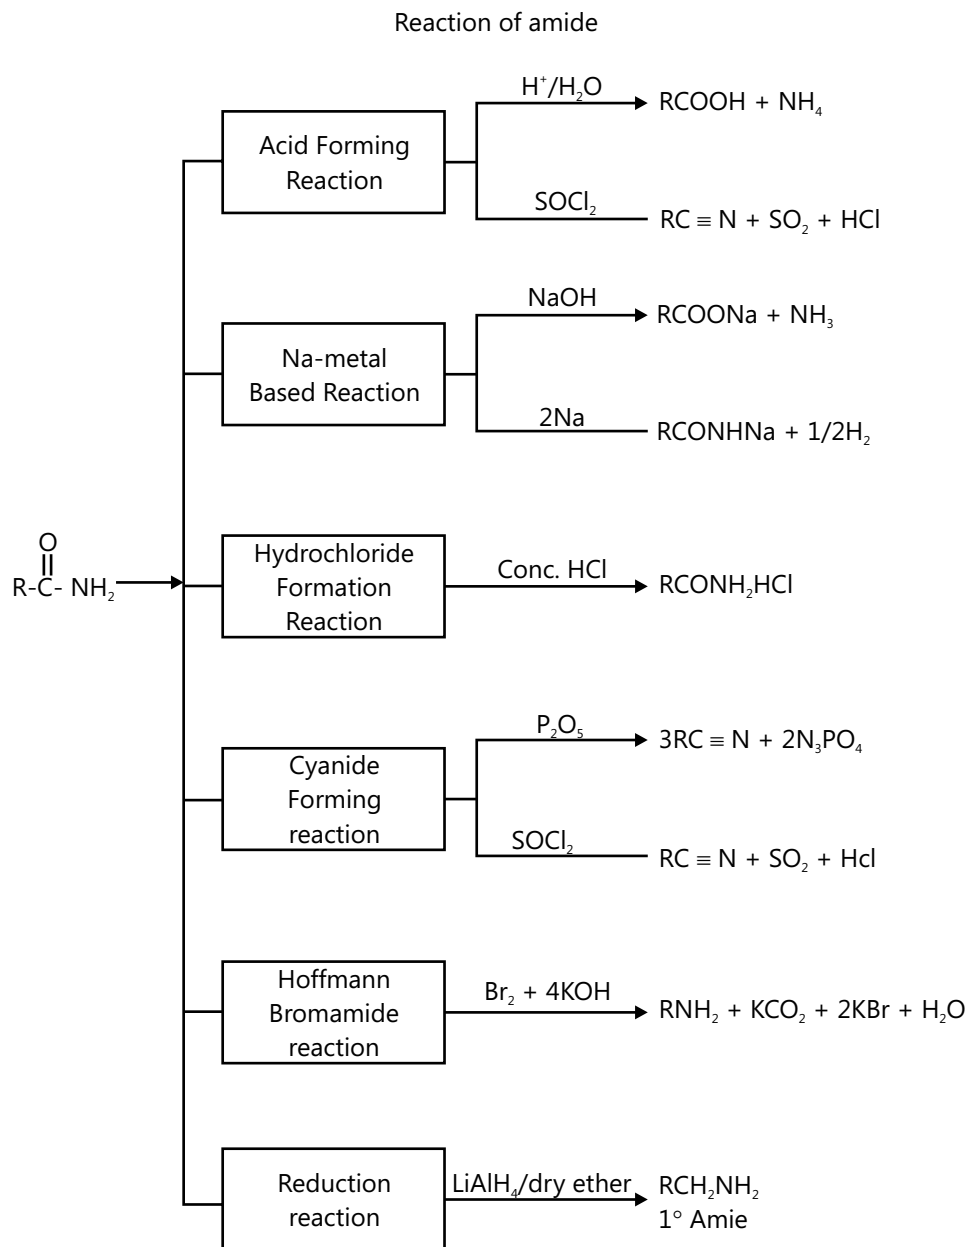 Reaction of amide
H⁺/H₂O
RCOOH + NH₄
Acid Forming
Reaction
SOCl₂
RC ≡ N + SO₂ + HCl
NaOH
RCOONa + NH₃
Na-metal
Based Reaction
2Na
RCONHNa + 1/2H₂
O
R-C- NH₂
Hydrochloride
Formation
Reaction
Conc. HCl
RCONH₂HCl
P₂O₅
3RC ≡ N + 2N₃PO₄
Cyanide
Forming
reaction
SOCl₂
RC ≡ N + SO₂ + Hcl
Hoffmann
Bromamide
reaction
Br₂ + 4KOH
RNH₂ + KCO₂ + 2KBr + H₂O
Reduction
reaction
LiAlH₄/dry ether
RCH₂NH₂
1° Amie